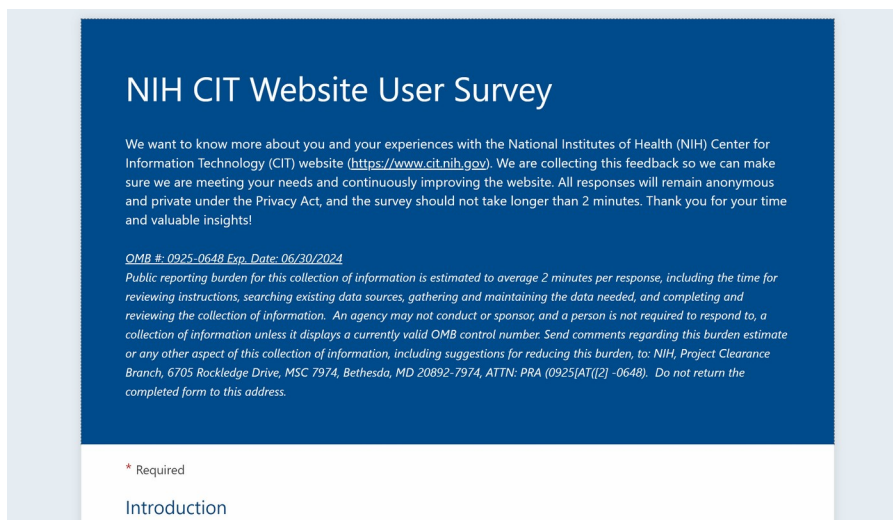 NIH CIT Website User Survey
We want to know more about you and your experiences with the National Institutes of Health (NIH) Center for
Information Technology (CIT) website (https://www.cit.nih.gov). We are collecting this feedback so we can make
sure we are meeting your needs and continuously improving the website. All responses will remain anonymous
and private under the Privacy Act, and the survey should not take longer than 2 minutes. Thank you for your time
and valuable insights!
OMB #: 0925-0648 Exp. Date: 06/30/2024
Public reporting burden for this collection of information is estimated to average 2 minutes per response, including the time for
reviewing instructions, searching existing data sources, gathering and maintaining the data needed, and completing and
reviewing the collection of information.  An agency may not conduct or sponsor, and a person is not required to respond to, a
collection of information unless it displays a currently valid OMB control number. Send comments regarding this burden estimate
or any other aspect of this collection of information, including suggestions for reducing this burden, to: NIH, Project Clearance
Branch, 6705 Rockledge Drive, MSC 7974, Bethesda, MD 20892-7974, ATTN: PRA (0925[AT([2] -0648).  Do not return the
completed form to this address.
* Required
Introduction